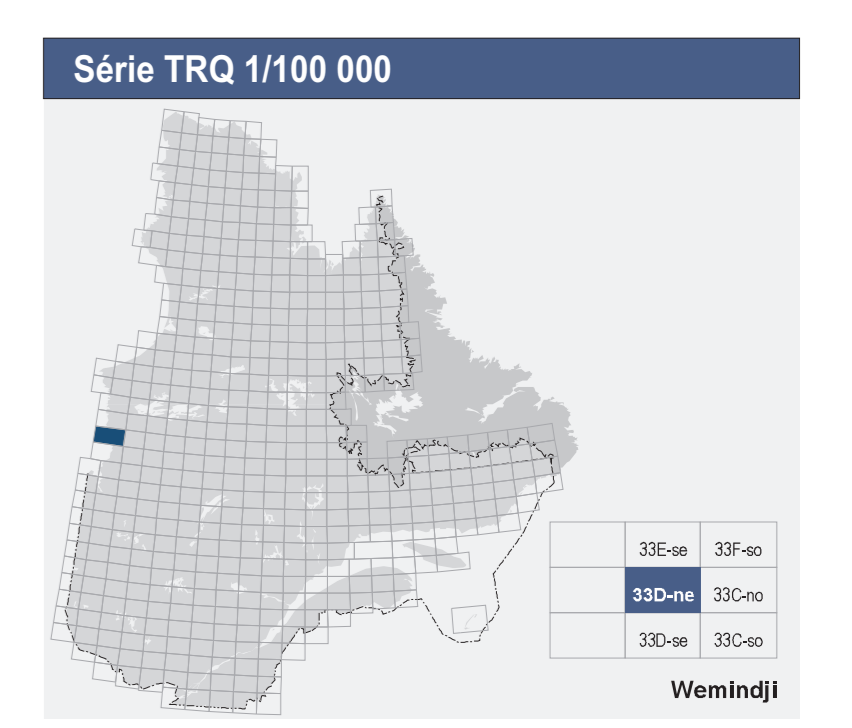 Série TRQ 1/100 000
33E-se 33F-so
33D-ne 33C-no
33D-se 33C-so
Wemindji